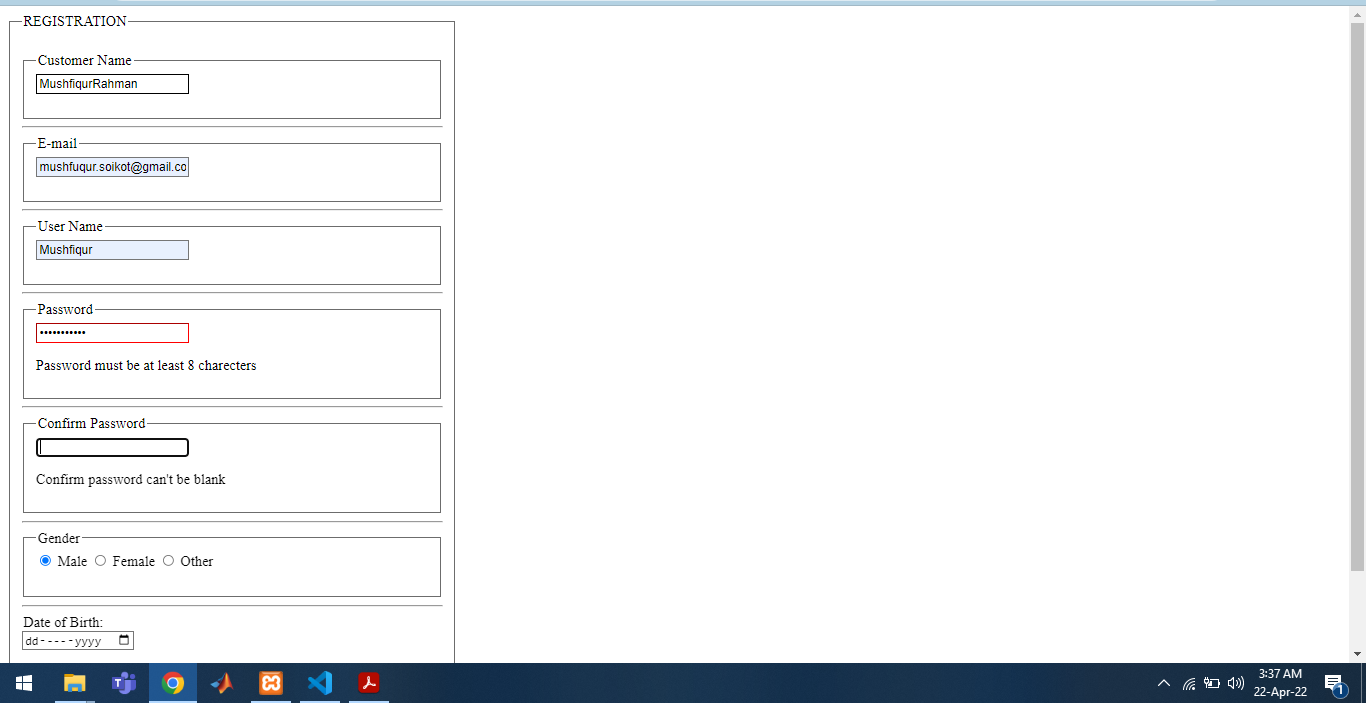 REGISTRATION
Customer Name
MushfiqurRahman
E-mail
mushfuqur.soikot@gmail.co
User Name
Mushfiqur
Password
•••••••••••
Password must be at least 8 charecters
Confirm Password
Confirm password can't be blank
Gender
Male Female Other
Date of Birth:
dd-----yyyy
3:37 AM
22-Apr-22
1